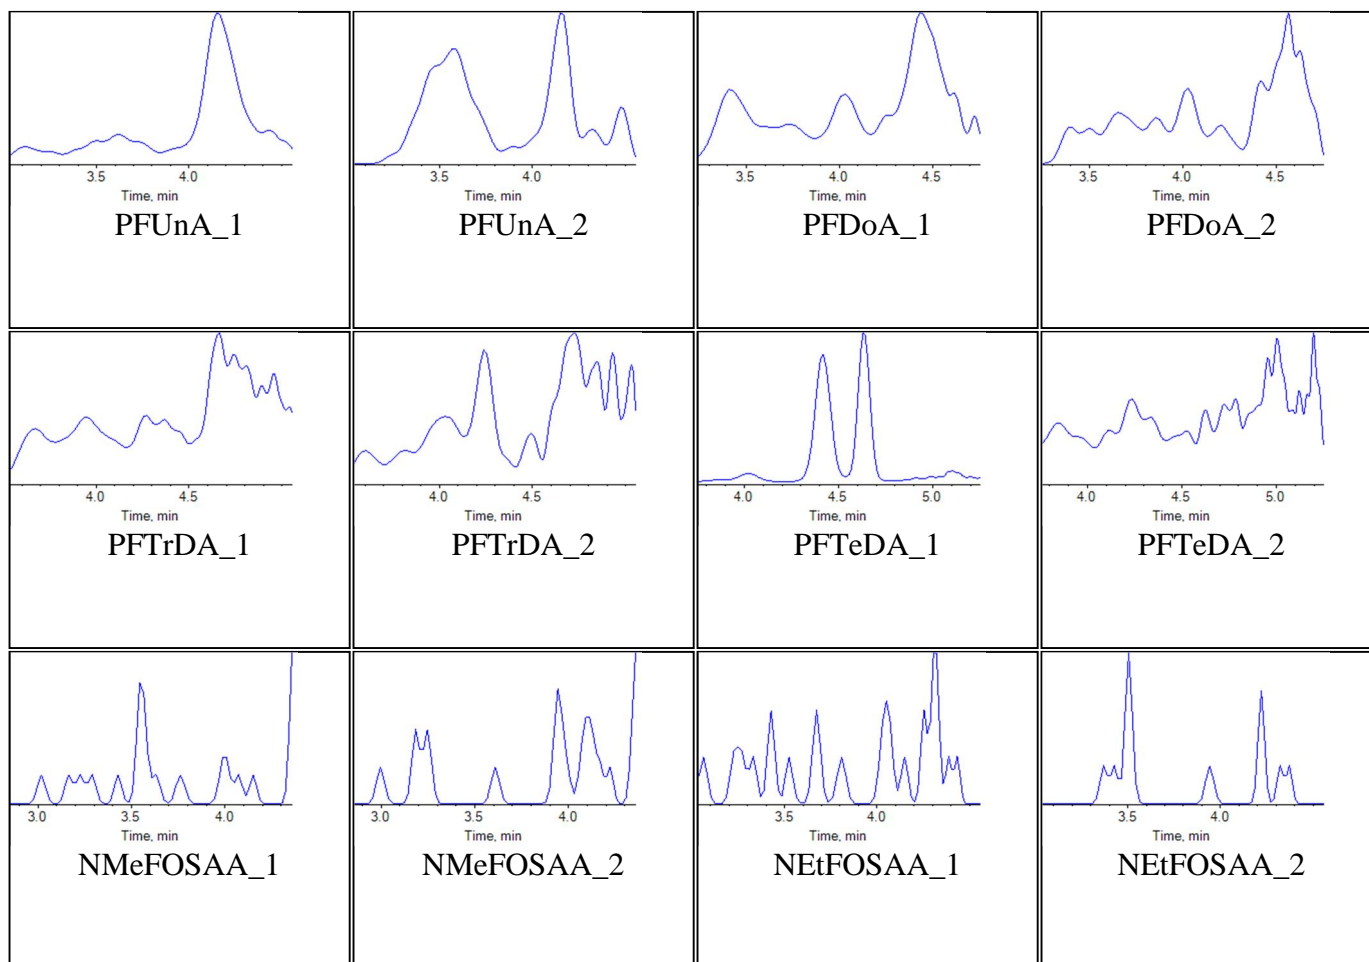 3.5 4.0
Time, min
PFUnA_1
3.5 4.0
Time, min
PFUnA_2
3.5 4.0 4.5
Time, min
PFDoA_1
3.5 4.0 4.5
Time, min
PFDoA_2
4.0 4.5
Time, min
PFTrDA_1
4.0 4.5
Time, min
PFTrDA_2
4.0 4.5 5.0
Time, min
PFTeDA_1
4.0 4.5 5.0
Time, min
PFTeDA_2
3.0 3.5 4.0
Time, min
NMeFOSAA_1
3.0 3.5 4.0
Time, min
NMeFOSAA_2
3.5 4.0
Time, min
NEtFOSAA_1
3.5 4.0
Time, min
NEtFOSAA_2